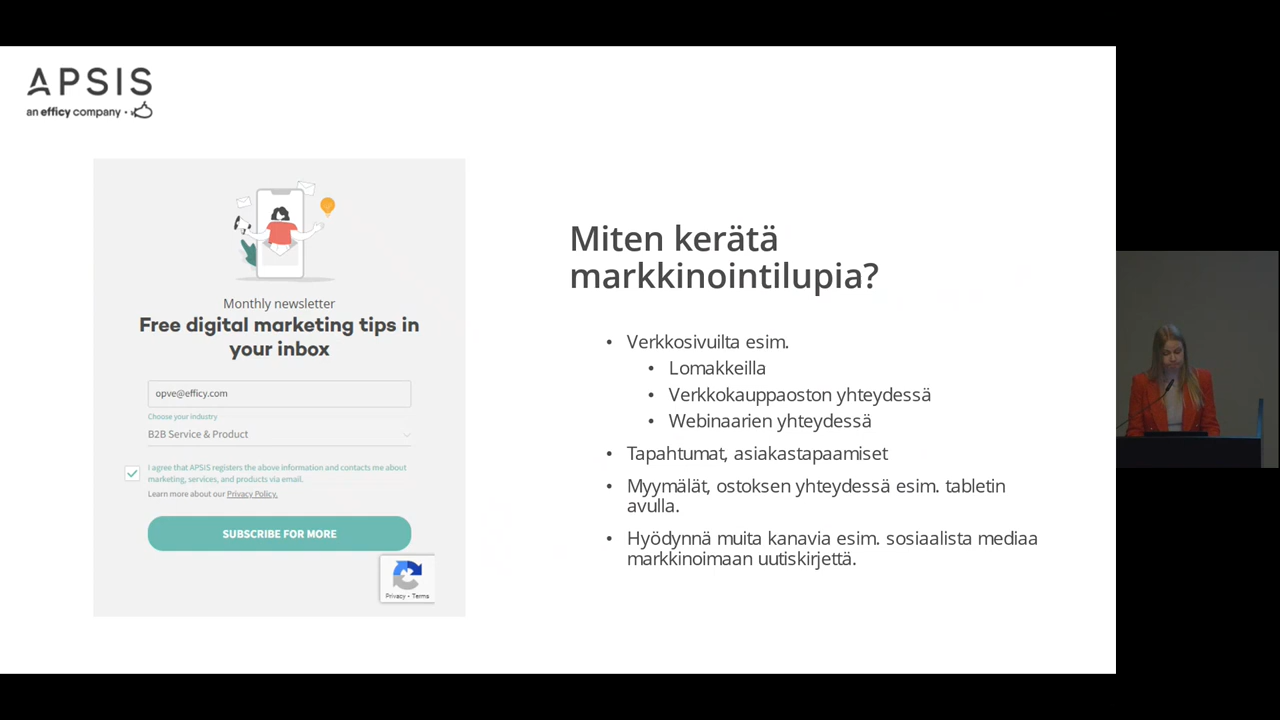 APSIS
an efficy company
Monthly newsletter
Free digital marketing tips in
your inbox
opve@efficy.com
Choose your industry
B2B Service & Product
I agree that APSIS registers the above information and contacts me about
marketing, services, and products via email.
Learn more about our Privacy Policy.
SUBSCRIBE FOR MORE
Privacy • Terms
Miten kerätä
markkinointilupia?
• Verkkosivuilta esim.
• Lomakkeilla
• Verkkokauppaoston yhteydessä
• Webinaarien yhteydessä
• Tapahtumat, asiakastapaamiset
• Myymälät, ostoksen yhteydessä esim. tabletin
avulla.
• Hyödynnä muita kanavia esim. sosiaalista mediaa
markkinoimaan uutiskirjettä.